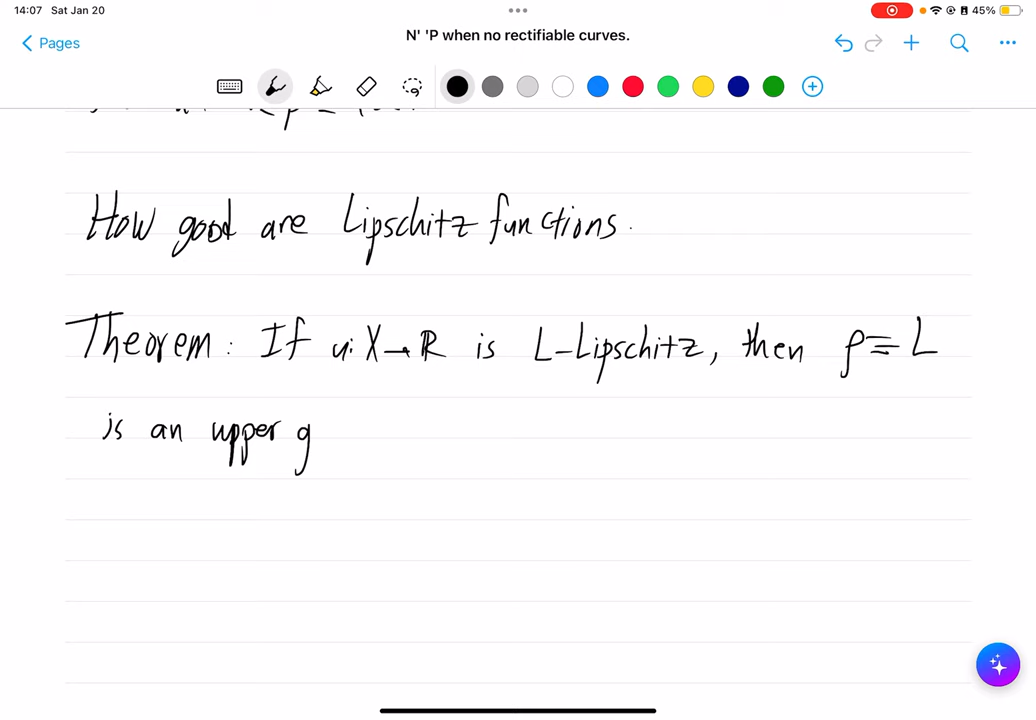 14:07 Sat Jan 20
45%
Pages
N' 'P when no rectifiable curves.
How good are Lipschitz functions.
Theorem: If u: X→R is L-Lipschitz, then ρ≡L
is an upper g